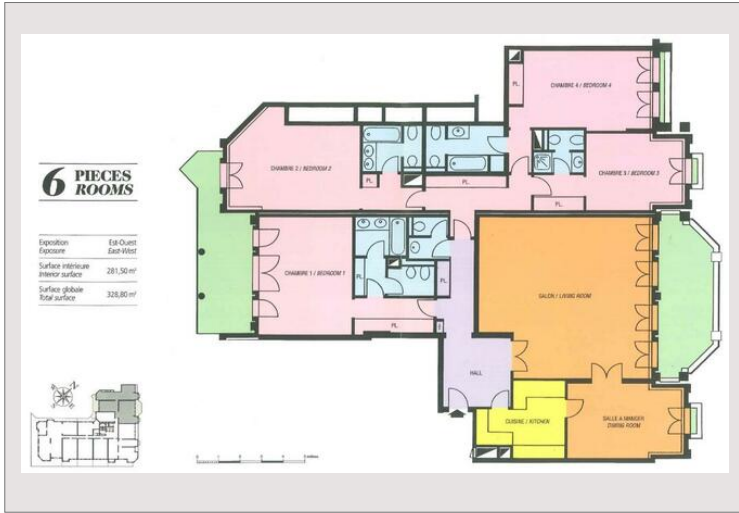 CHAMBRE 4 / BEDROOM 4
PL.
CHAMBRE 2 / BEDROOM 2
CHAMBRE 3 / BEDROOM 3
PL.
PL.
PL.
6 PIECES
ROOMS
Exposition Est-Ouest
Exposure East-West
Surface intérieure 281,50 m²
Interior surface
Surface globale 328,80 m²
Total surface
CHAMBRE 1 / BEDROOM 1
PL.
PL.
PL.
SALON / LIVING ROOM
HALL
CUISINE / KITCHEN
SALLE A MANGER
DINING ROOM
N